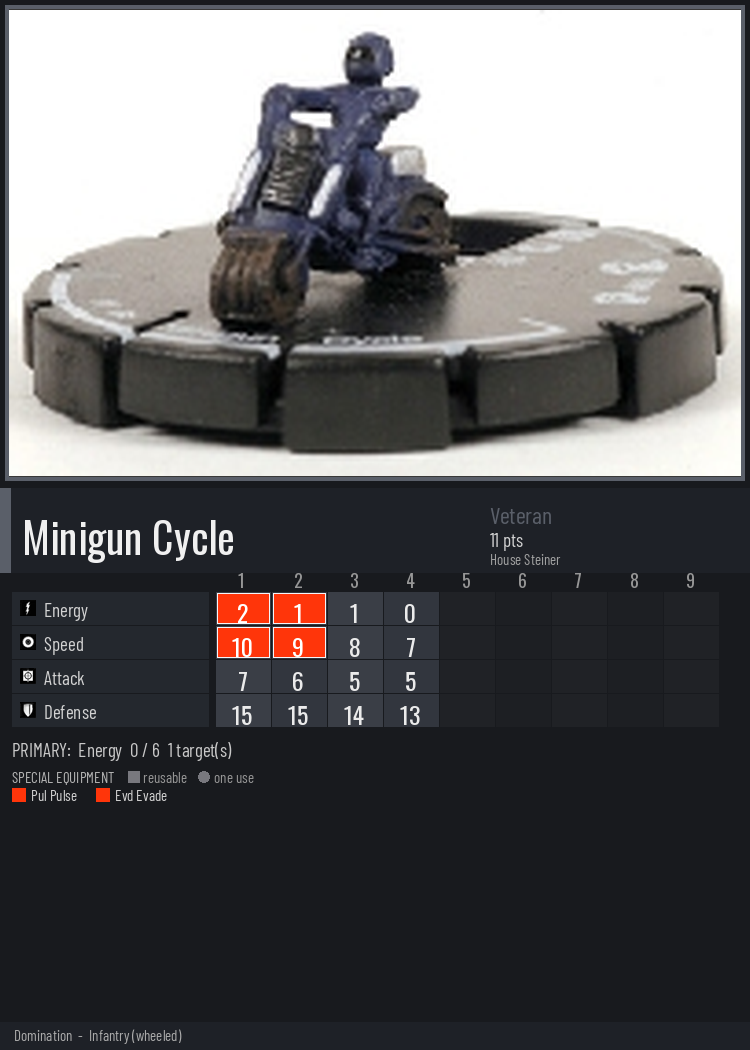 Minigun Cycle
Veteran
11 pts
House Steiner
1 2 3 4 5 6 7 8 9
Energy 2 1 1 0
Speed 10 9 8 7
Attack 7 6 5 5
Defense 15 15 14 13
PRIMARY: Energy 0 / 6 1 target(s)
SPECIAL EQUIPMENT reusable one use
Pul Pulse Evd Evade
Domination - Infantry (wheeled)